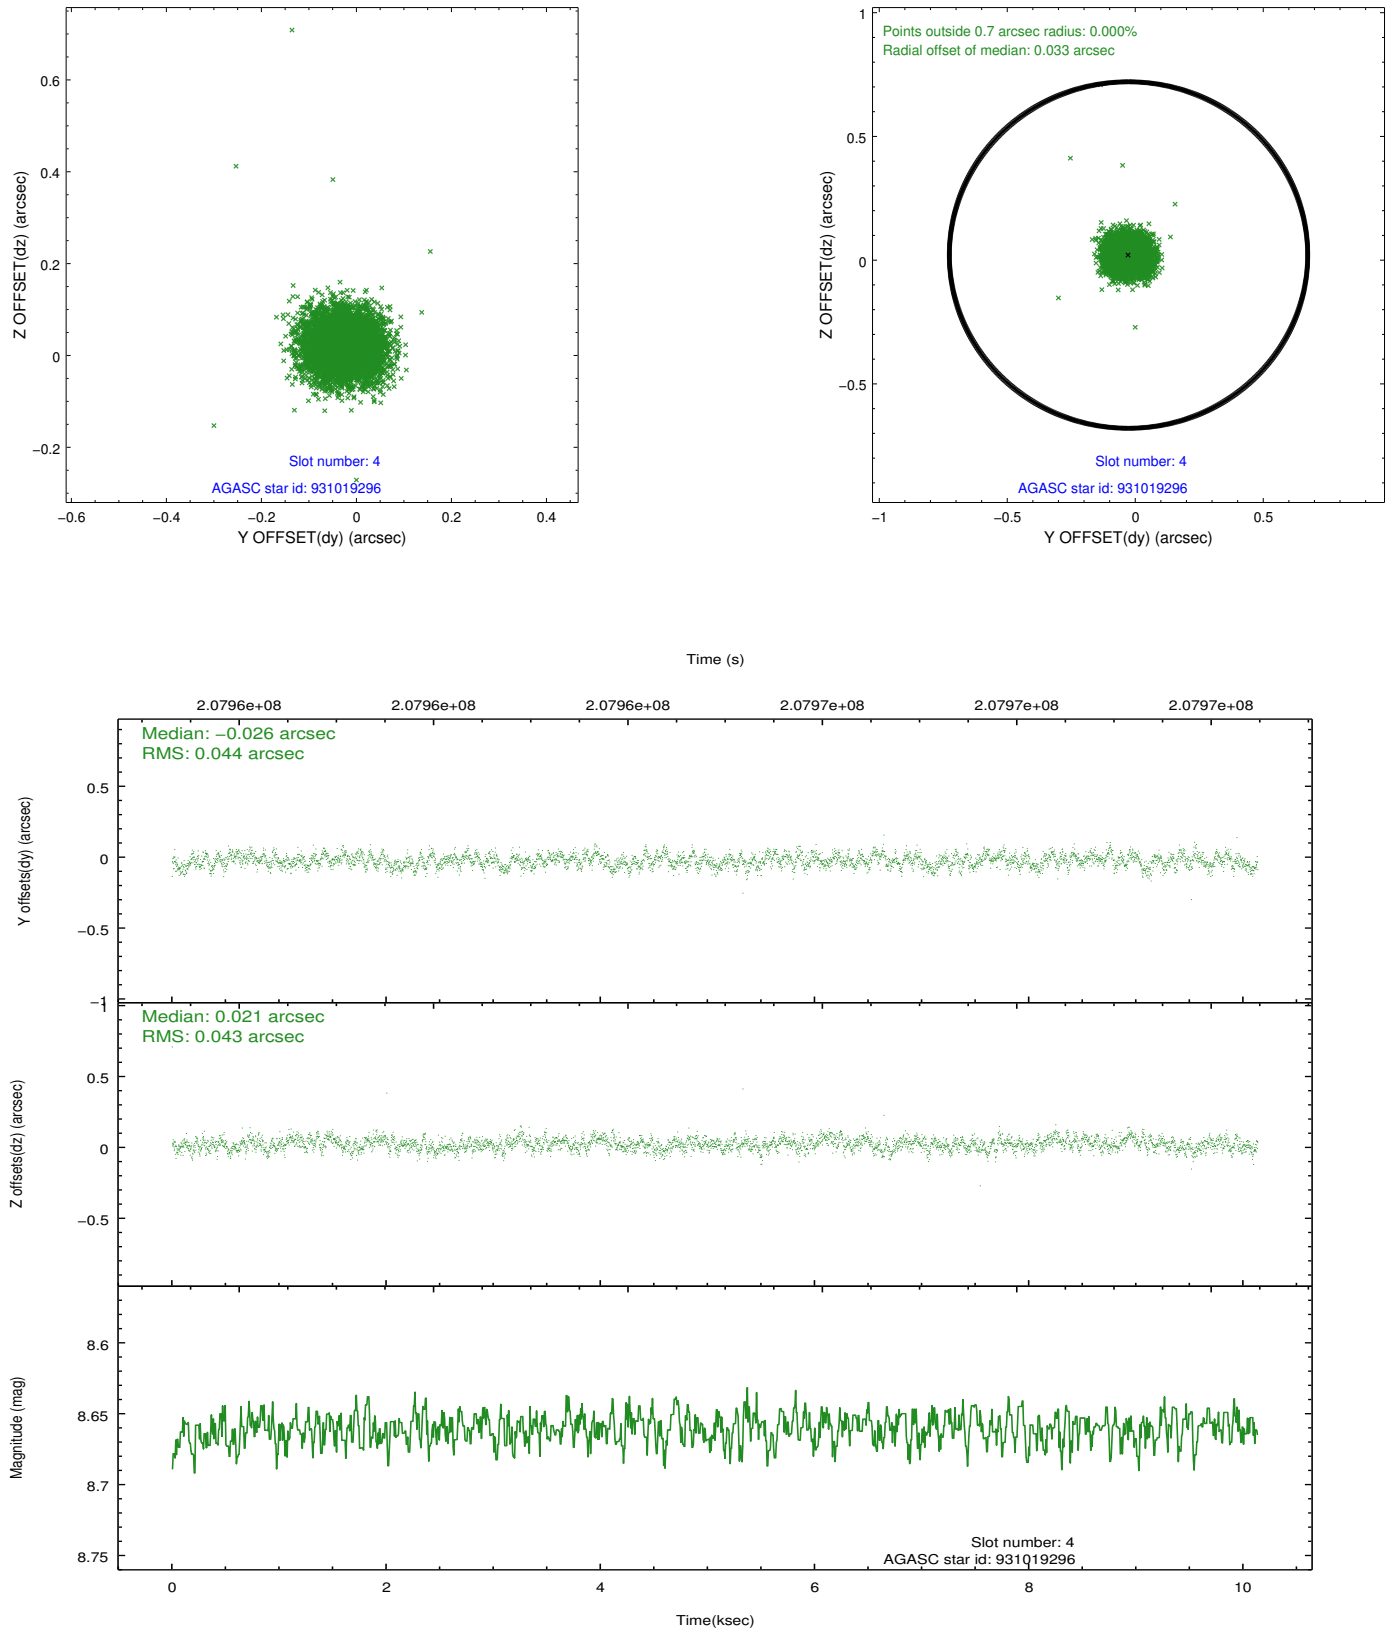 0.6
0.4
0.2
0
−0.2
Z OFFSET(dz) (arcsec)
Slot number: 4
AGASC star id: 931019296
−0.6 −0.4 −0.2 0 0.2 0.4
Y OFFSET(dy) (arcsec)
Points outside 0.7 arcsec radius: 0.000%
Radial offset of median: 0.033 arcsec
1
0.5
0
−0.5
Z OFFSET(dz) (arcsec)
Slot number: 4
AGASC star id: 931019296
−1 −0.5 0 0.5
Y OFFSET(dy) (arcsec)
Time (s)
2.0796e+08 2.0796e+08 2.0796e+08 2.0797e+08 2.0797e+08 2.0797e+08
Median: −0.026 arcsec
RMS: 0.044 arcsec
0.5
0
−0.5
−1
Y offsets(dy) (arcsec)
1
Median: 0.021 arcsec
RMS: 0.043 arcsec
0.5
0
−0.5
Z offsets(dz) (arcsec)
8.6
8.65
8.7
8.75
Magnitude (mag)
Slot number: 4
AGASC star id: 931019296
0 2 4 6 8 10
Time(ksec)